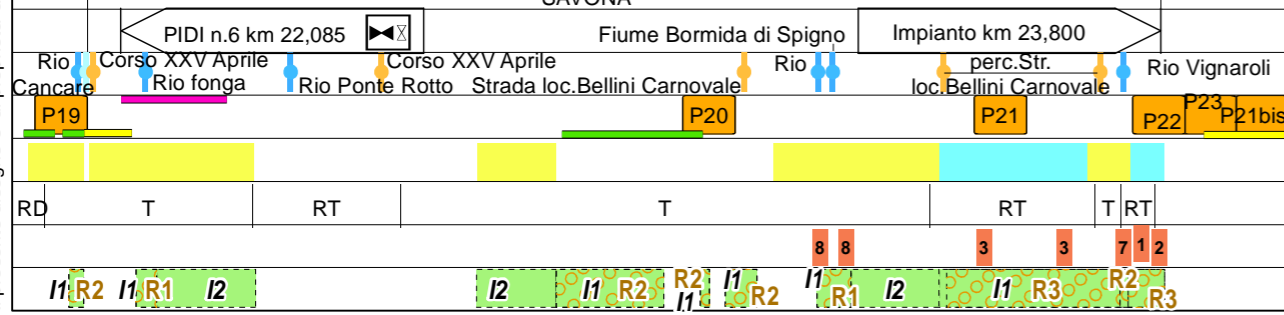 SAVONA
PIDI n.6 km 22,085
Fiume Bormida di Spigno
Impianto km 23,800
Rio
Cancare
Corso XXV Aprile
Rio fonga
Rio Ponte Rotto
Corso XXV Aprile
Strada loc.Bellini Carnovale
Rio
perc.Str.
loc.Bellini Carnovale
Rio Vignaroli
P19
P20
P21
P22
P23
P21bis
RD T RT T RT T RT
8 8 3 3 7 1 2
I1 R2 I1 R1 I2 I2 I1 R2 R2 I1 I1 R2 I1 R1 I2 I1 R3 R2 R3